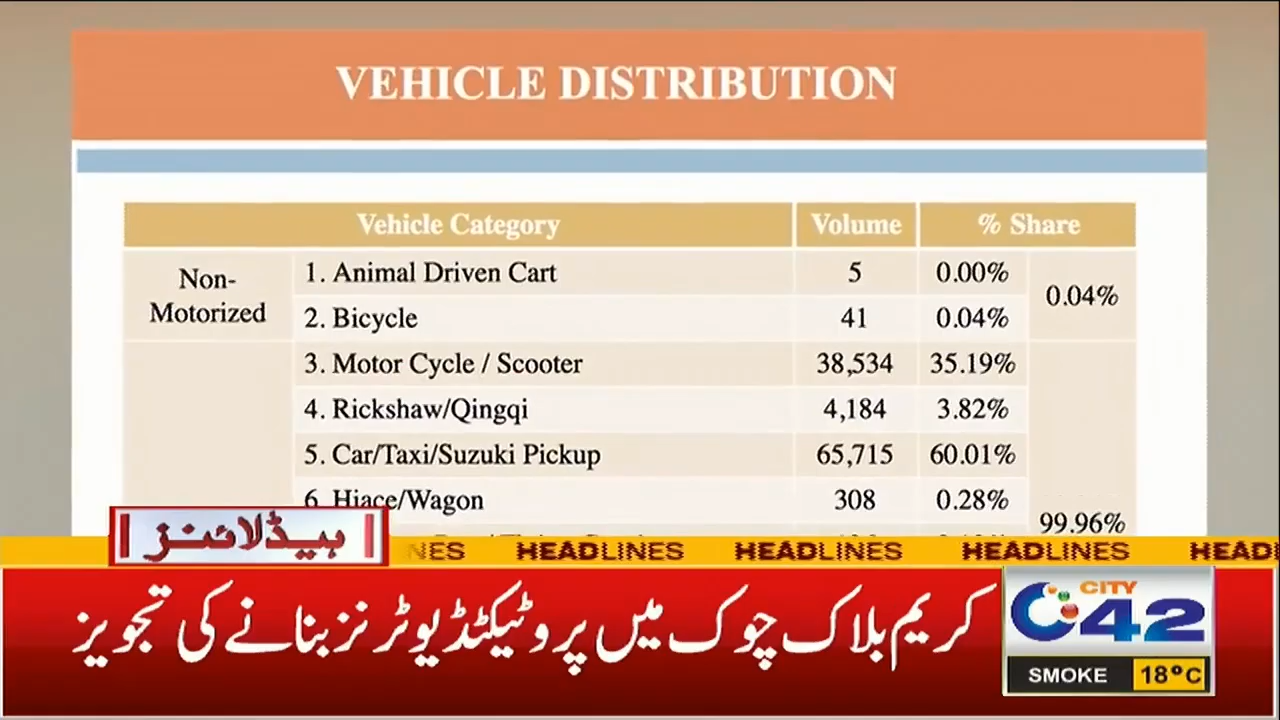 VEHICLE DISTRIBUTION
Vehicle Category Volume % Share
Non-Motorized
1. Animal Driven Cart 5 0.00%
0.04%
2. Bicycle 41 0.04%
3. Motor Cycle / Scooter 38,534 35.19%
4. Rickshaw/Qingqi 4,184 3.82%
5. Car/Taxi/Suzuki Pickup 65,715 60.01%
6. Hiace/Wagon 308 0.28%
99.96%
ہیڈلائنز
NES HEADLINES HEADLINES HEADLINES HEADL
کریم بلاک چوک میں پروٹیکٹڈ یوٹرنز بنانے کی تجویز
CITY
42
SMOKE 18°C